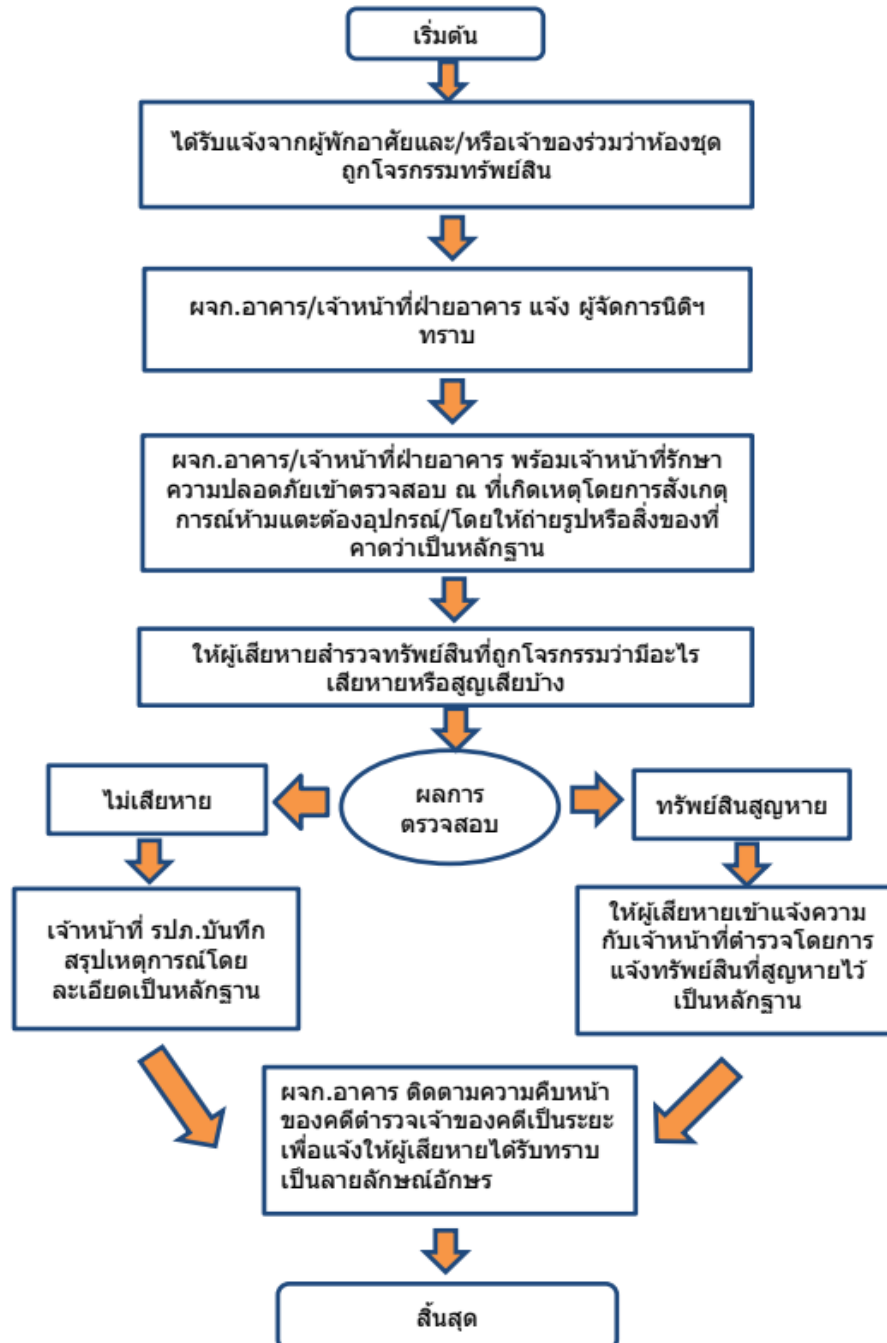 เริ่มต้น
ได้รับแจ้งจากผู้พักอาศัยและ/หรือเจ้าของร่วมว่าห้องชุด
ถูกโจรกรรมทรัพย์สิน
ผจก.อาคาร/เจ้าหน้าที่ฝ่ายอาคาร แจ้ง ผู้จัดการนิติฯ
ทราบ
ผจก.อาคาร/เจ้าหน้าที่ฝ่ายอาคาร พร้อมเจ้าหน้าที่รักษา
ความปลอดภัยเข้าตรวจสอบ ณ ที่เกิดเหตุโดยการสังเกตุ
การณ์ห้ามแตะต้องอุปกรณ์/โดยให้ถ่ายรูปหรือสิ่งของที่
คาดว่าเป็นหลักฐาน
ให้ผู้เสียหายสำรวจทรัพย์สินที่ถูกโจรกรรมว่ามีอะไร
เสียหายหรือสูญเสียบ้าง
ผลการ
ตรวจสอบ
ไม่เสียหาย
ทรัพย์สินสูญหาย
เจ้าหน้าที่ รปภ.บันทึก
สรุปเหตุการณ์โดย
ละเอียดเป็นหลักฐาน
ให้ผู้เสียหายเข้าแจ้งความ
กับเจ้าหน้าที่ตำรวจโดยการ
แจ้งทรัพย์สินที่สูญหายไว้
เป็นหลักฐาน
ผจก.อาคาร ติดตามความคืบหน้า
ของคดีตำรวจเจ้าของคดีเป็นระยะ
เพื่อแจ้งให้ผู้เสียหายได้รับทราบ
เป็นลายลักษณ์อักษร
สิ้นสุด